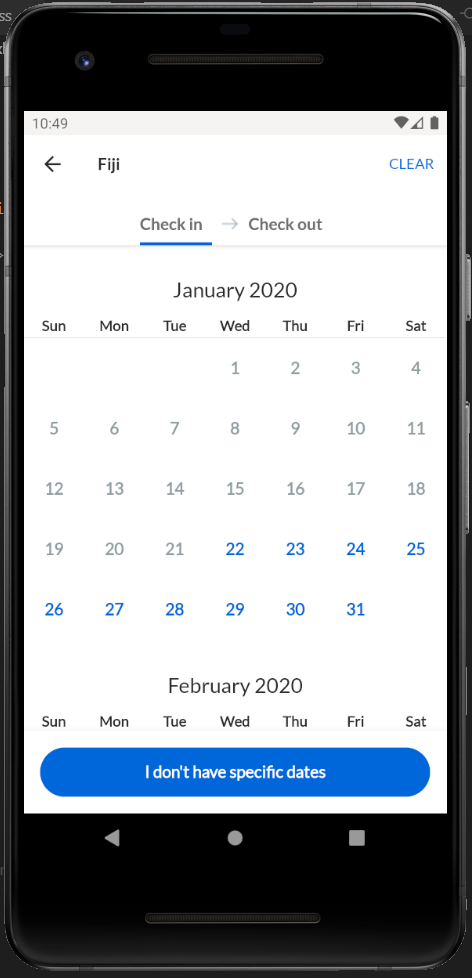 10:49
Fiji CLEAR
Check in → Check out
January 2020
Sun Mon Tue Wed Thu Fri Sat
1 2 3 4
5 6 7 8 9 10 11
12 13 14 15 16 17 18
19 20 21 22 23 24 25
26 27 28 29 30 31
February 2020
Sun Mon Tue Wed Thu Fri Sat
I don't have specific dates